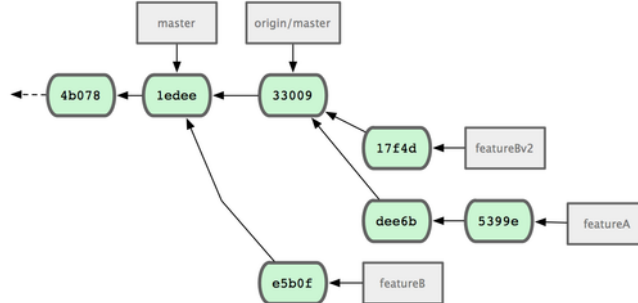 master
origin/master
4b078
1edee
33009
17f4d
featureBv2
dee6b
5399e
featureA
e5b0f
featureB